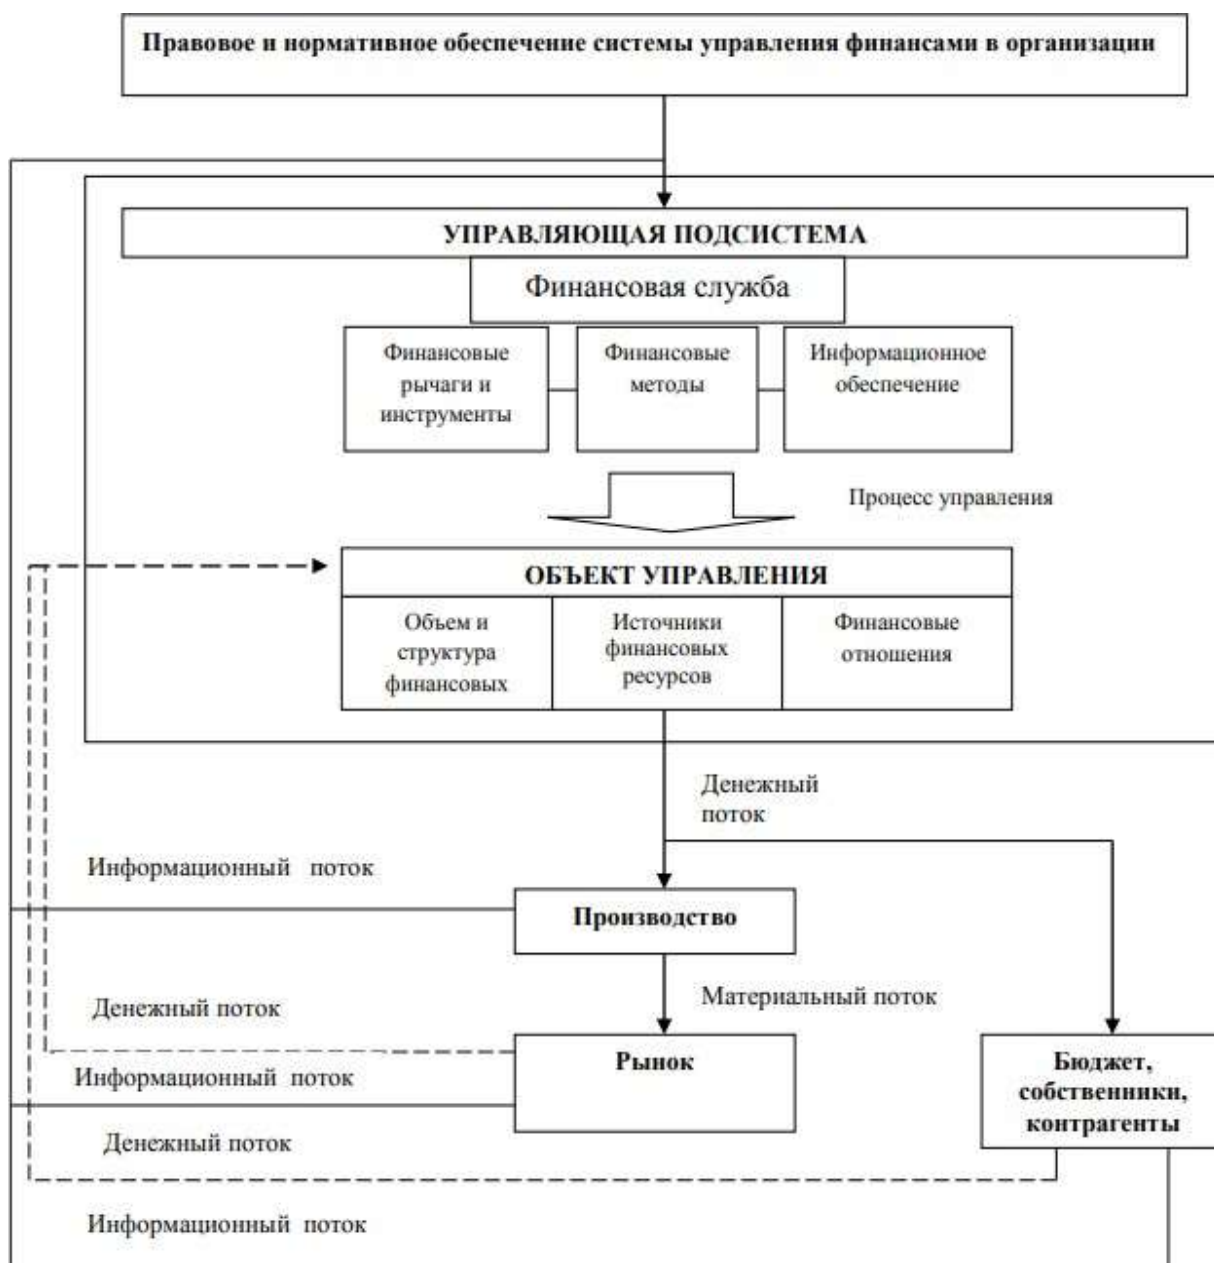 Правовое и нормативное обеспечение системы управления финансами в организации
УПРАВЛЯЮЩАЯ ПОДСИСТЕМА
Финансовая служба
Финансовые
рычаги и
инструменты
Финансовые
методы
Информационное
обеспечение
Процесс управления
ОБЪЕКТ УПРАВЛЕНИЯ
Объем и
структура
финансовых
Источники
финансовых
ресурсов
Финансовые
отношения
Денежный
поток
Информационный поток
Производство
Денежный поток
Материальный поток
Рынок
Информационный поток
Бюджет,
собственники,
контрагенты
Денежный поток
Информационный поток